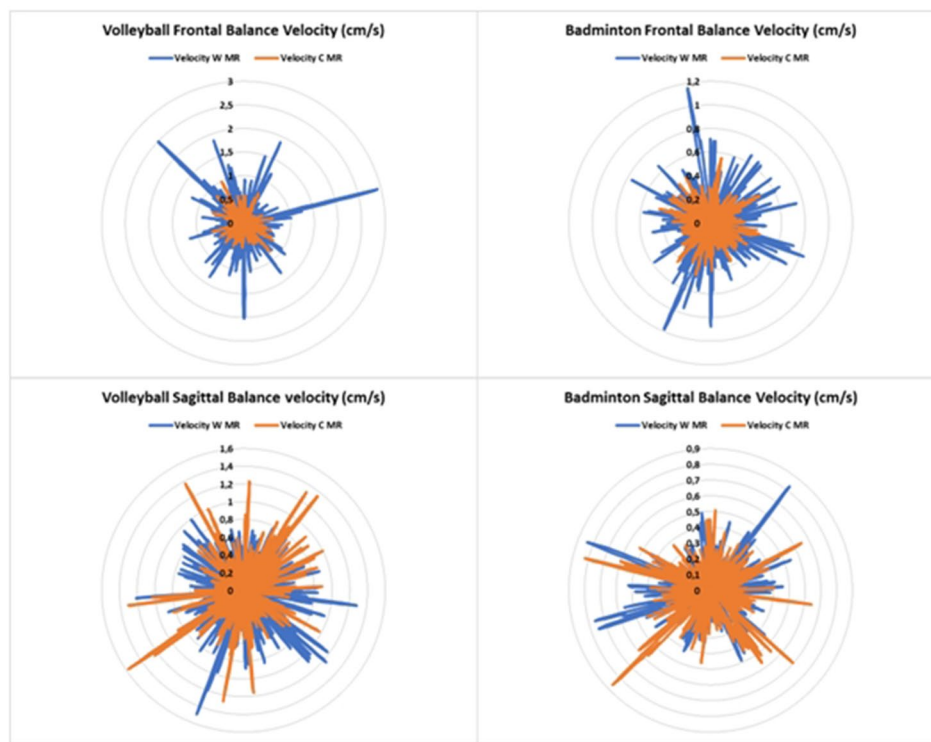 Volleyball Frontal Balance Velocity (cm/s)
Velocity W MR
Velocity C MR
3
2,5
2
1,5
1
0,5
0
Badminton Frontal Balance Velocity (cm/s)
Velocity W MR
Velocity C MR
1,2
1
0,8
0,6
0,4
0,2
0
Volleyball Sagittal Balance velocity (cm/s)
Velocity W MR
Velocity C MR
1,6
1,4
1,2
1
0,8
0,6
0,4
0,2
0
Badminton Sagittal Balance Velocity (cm/s)
Velocity W MR
Velocity C MR
0,9
0,8
0,7
0,6
0,5
0,4
0,3
0,2
0,1
0